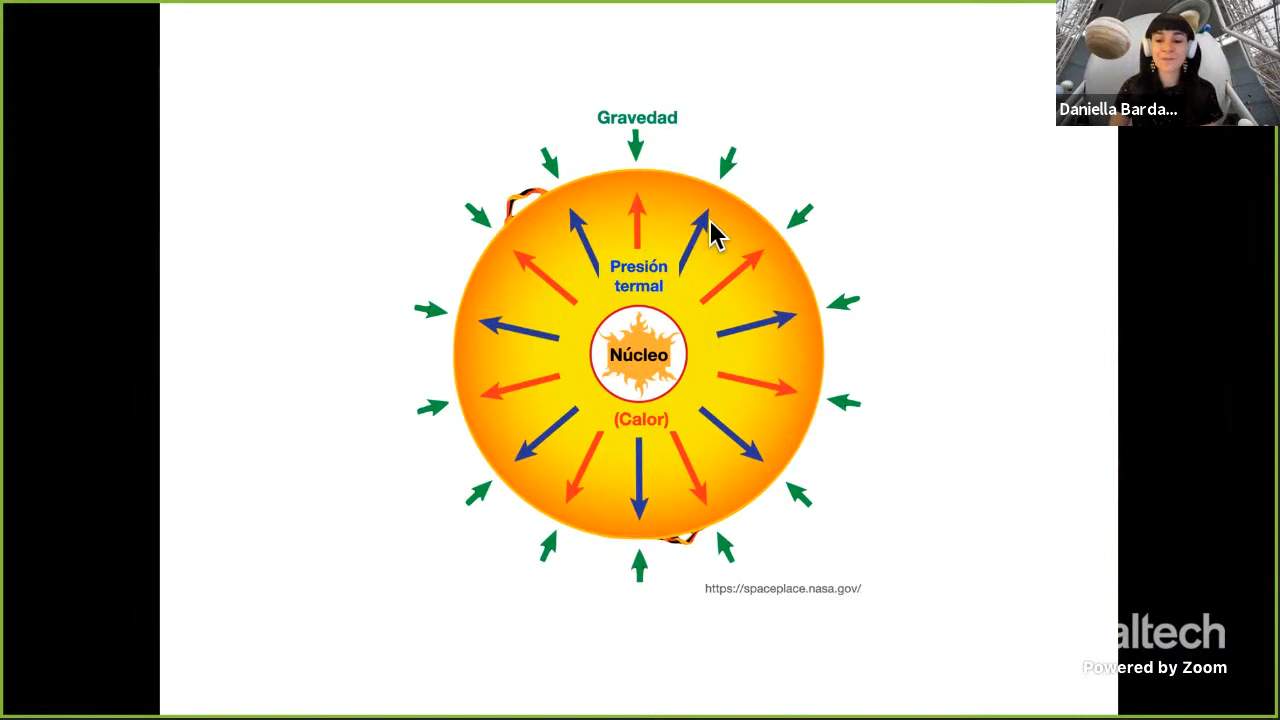 Daniella Barda...
Gravedad
Presión
termal
Núcleo
(Calor)
https://spaceplace.nasa.gov/
altech
Powered by Zoom